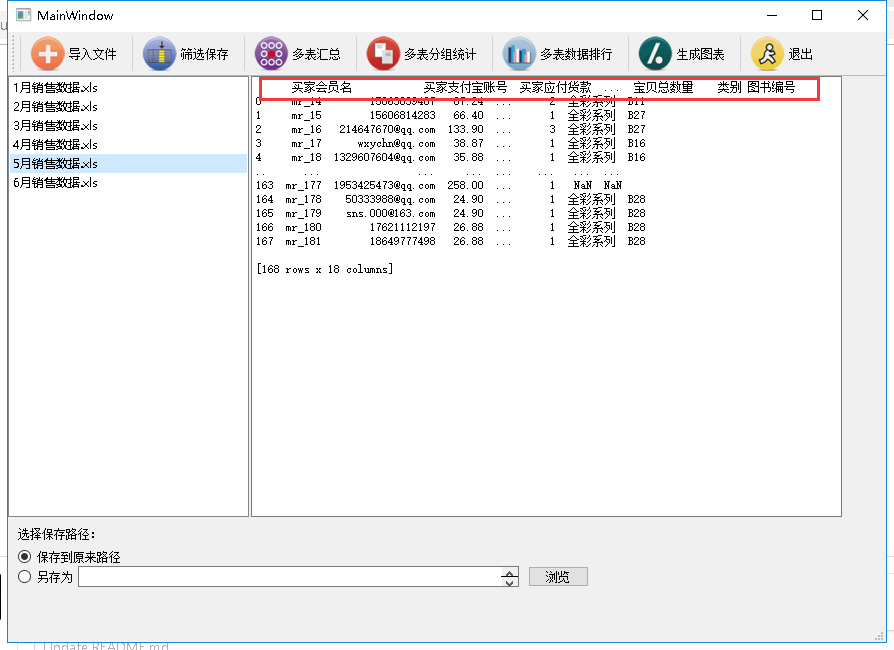 MainWindow
导入文件 筛选保存 多表汇总 多表分组统计 多表数据排行 生成图表 退出
1月销售数据.xls
2月销售数据.xls
3月销售数据.xls
4月销售数据.xls
5月销售数据.xls
6月销售数据.xls
买家会员名 买家支付宝账号 买家应付货款 ... 宝贝总数量 类别 图书编号
0 mr_14 15663859487 87.24 ... 2 全彩系列 B11
1 mr_15 15606814283 66.40 ... 1 全彩系列 B27
2 mr_16 214647670@qq.com 133.90 ... 3 全彩系列 B27
3 mr_17 wxychn@qq.com 38.87 ... 1 全彩系列 B16
4 mr_18 1329607604@qq.com 35.88 ... 1 全彩系列 B16
.. ... ... ... ... ... ... ...
163 mr_177 1953425473@qq.com 258.00 ... 1 NaN NaN
164 mr_178 50333988@qq.com 24.90 ... 1 全彩系列 B28
165 mr_179 sns.000@163.com 24.90 ... 1 全彩系列 B28
166 mr_180 17621112197 26.88 ... 1 全彩系列 B28
167 mr_181 18649777498 26.88 ... 1 全彩系列 B28
[168 rows x 18 columns]
选择保存路径：
保存到原来路径
另存为 浏览
Update README.md